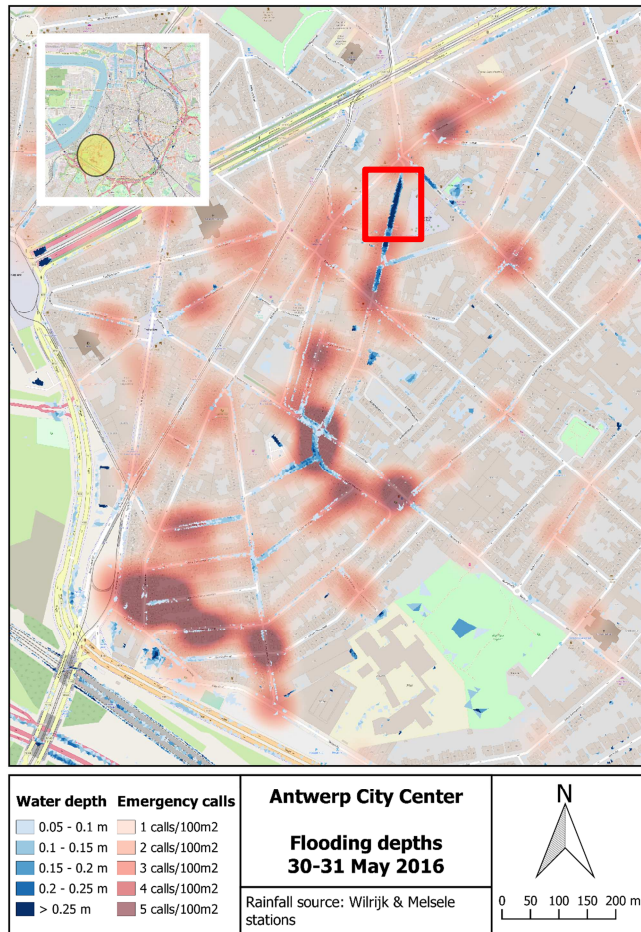 Water depth
0.05 - 0.1 m
0.1 - 0.15 m
0.15 - 0.2 m
0.2 - 0.25 m
> 0.25 m
Emergency calls
1 calls/100m2
2 calls/100m2
3 calls/100m2
4 calls/100m2
5 calls/100m2
Antwerp City Center
Flooding depths
30-31 May 2016
Rainfall source: Wilrijk & Melsele
stations
N
0 50 100 150 200 m